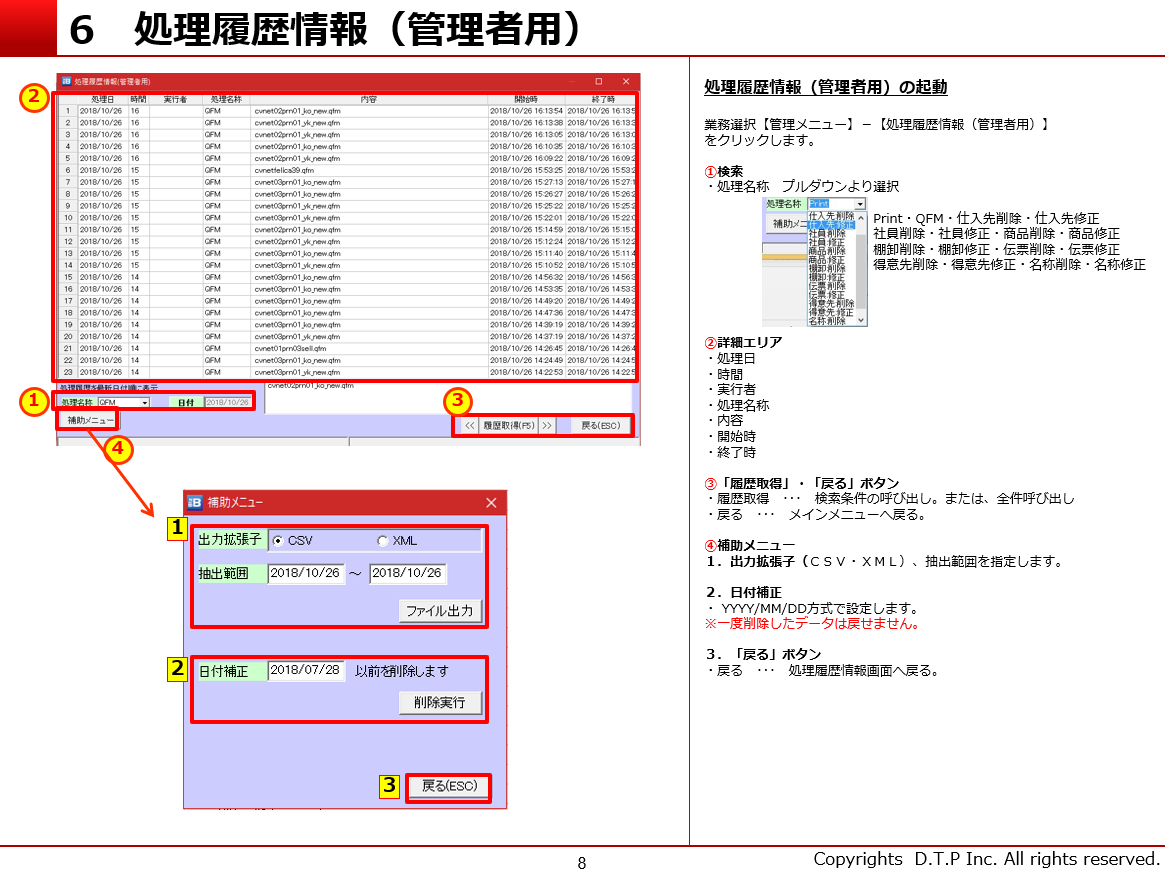 6　処理履歴情報（管理者用）
処理履歴情報(管理者用)
処理日 時間 実行者 処理名称 内容 開始時 終了時
1 2018/10/26 16 QFM cvnet02prn01_ko_new.qfm 2018/10/26 16:13:54 2018/10/26 16:13:5
2 2018/10/26 16 QFM cvnet02prn01_yk_new.qfm 2018/10/26 16:13:38 2018/10/26 16:13:3
3 2018/10/26 16 QFM cvnet02prn01_yk_new.qfm 2018/10/26 16:13:05 2018/10/26 16:13:0
4 2018/10/26 16 QFM cvnet02prn01_ko_new.qfm 2018/10/26 16:10:35 2018/10/26 16:10:3
5 2018/10/26 16 QFM cvnet02prn01_yk_new.qfm 2018/10/26 16:09:22 2018/10/26 16:09:2
6 2018/10/26 15 QFM cvnetfelica39.qfm 2018/10/26 15:53:25 2018/10/26 15:53:2
7 2018/10/26 15 QFM cvnet03prn01_ko_new.qfm 2018/10/26 15:27:13 2018/10/26 15:27:1
8 2018/10/26 15 QFM cvnet03prn01_ko_new.qfm 2018/10/26 15:26:27 2018/10/26 15:26:2
9 2018/10/26 15 QFM cvnet03prn01_yk_new.qfm 2018/10/26 15:25:22 2018/10/26 15:25:2
10 2018/10/26 15 QFM cvnet03prn01_yk_new.qfm 2018/10/26 15:22:01 2018/10/26 15:22:0
11 2018/10/26 15 QFM cvnet02prn01_yk_new.qfm 2018/10/26 15:14:59 2018/10/26 15:15:0
12 2018/10/26 15 QFM cvnet02prn01_yk_new.qfm 2018/10/26 15:12:24 2018/10/26 15:12:2
13 2018/10/26 15 QFM cvnet03prn01_yk_new.qfm 2018/10/26 15:11:40 2018/10/26 15:11:4
14 2018/10/26 15 QFM cvnet03prn01_yk_new.qfm 2018/10/26 15:10:52 2018/10/26 15:10:5
15 2018/10/26 14 QFM cvnet03prn01_ko_new.qfm 2018/10/26 14:56:32 2018/10/26 14:56:3
16 2018/10/26 14 QFM cvnet03prn01_yk_new.qfm 2018/10/26 14:53:35 2018/10/26 14:53:3
17 2018/10/26 14 QFM cvnet03prn01_ko_new.qfm 2018/10/26 14:49:20 2018/10/26 14:49:2
18 2018/10/26 14 QFM cvnet03prn01_yk_new.qfm 2018/10/26 14:47:36 2018/10/26 14:47:3
19 2018/10/26 14 QFM cvnet03prn01_ko_new.qfm 2018/10/26 14:39:19 2018/10/26 14:39:2
20 2018/10/26 14 QFM cvnet03prn01_yk_new.qfm 2018/10/26 14:37:19 2018/10/26 14:37:2
21 2018/10/26 14 QFM cvnet01prn03sell.qfm 2018/10/26 14:26:45 2018/10/26 14:26:4
22 2018/10/26 14 QFM cvnet03prn01_ko_new.qfm 2018/10/26 14:24:49 2018/10/26 14:24:5
23 2018/10/26 14 QFM cvnet03prn01_yk_new.qfm 2018/10/26 14:22:53 2018/10/26 14:22:5
処理履歴を最新日付順に表示
cvnet02prn01_ko_new.qfm
処理名称 QFM 日付 2018/10/26
補助メニュー
<< 履歴取得(F5) >> 戻る(ESC)
2
1
3
4
補助メニュー
1
出力拡張子 CSV XML
抽出範囲 2018/10/26 ～ 2018/10/26
ファイル出力
2
日付補正 2018/07/28 以前を削除します
削除実行
3
戻る(ESC)
処理履歴情報（管理者用）の起動
業務選択【管理メニュー】－【処理履歴情報（管理者用）】
をクリックします。
①検索
・処理名称　プルダウンより選択
処理名称 Print
補助メニ
仕入先削除
仕入先修正
社員削除
社員修正
商品削除
商品修正
棚卸削除
棚卸修正
伝票削除
伝票修正
得意先削除
得意先修正
名称削除
Print・QFM・仕入先削除・仕入先修正
社員削除・社員修正・商品削除・商品修正
棚卸削除・棚卸修正・伝票削除・伝票修正
得意先削除・得意先修正・名称削除・名称修正
②詳細エリア
・処理日
・時間
・実行者
・処理名称
・内容
・開始時
・終了時
③「履歴取得」・「戻る」ボタン
・履歴取得　･･･　検索条件の呼び出し。または、全件呼び出し
・戻る　･･･　メインメニューへ戻る。
④補助メニュー
１．出力拡張子（ＣＳＶ・ＸＭＬ）、抽出範囲を指定します。
２．日付補正
・ YYYY/MM/DD方式で設定します。
※一度削除したデータは戻せません。
３．「戻る」ボタン
・戻る　･･･　処理履歴情報画面へ戻る。
8
Copyrights D.T.P Inc. All rights reserved.